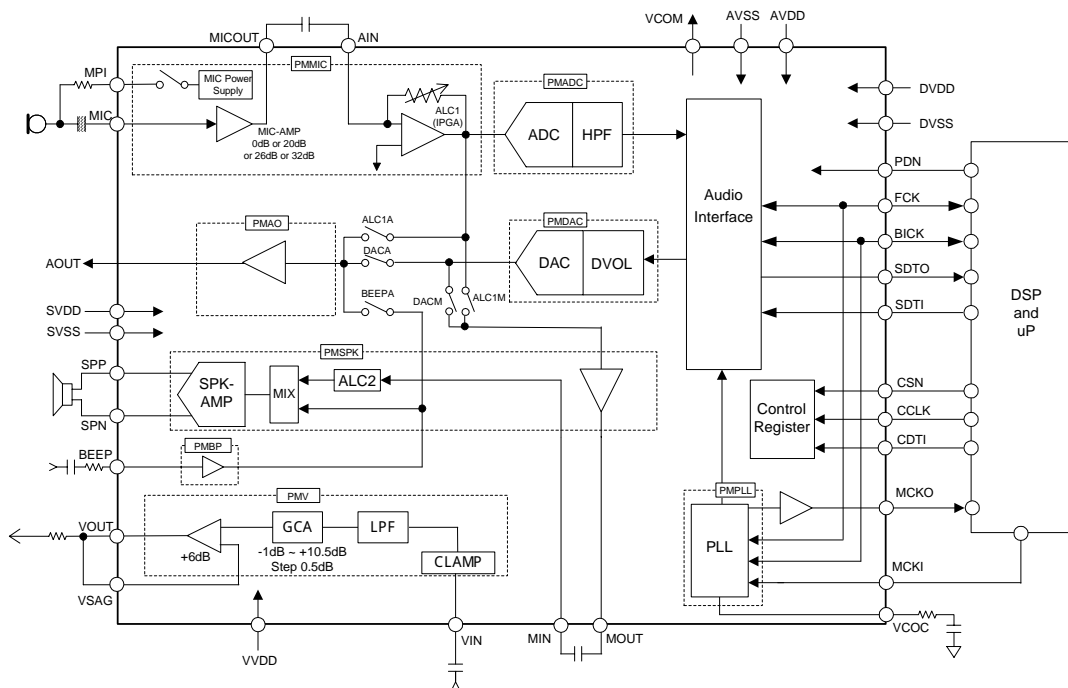 MICOUT
AIN
VCOM
AVSS
AVDD
MPI
PMMIC
MIC Power
Supply
PMADC
DVDD
MIC
ALC1
(IPGA)
DVSS
MIC-AMP
0dB or 20dB
or 26dB or 32dB
ADC
HPF
PDN
Audio
Interface
FCK
PMAO
ALC1A
PMDAC
BICK
AOUT
DACA
DAC
DVOL
SDTO
BEEPA
DACM
ALC1M
SDTI
DSP
and
uP
SVDD
SVSS
PMSPK
SPP
SPK-
AMP
MIX
ALC2
CSN
Control
Register
CCLK
SPN
CDTI
BEEP
PMBP
PMPLL
MCKO
PMV
VOUT
GCA
LPF
+6dB
-1dB ~ +10.5dB
Step 0.5dB
CLAMP
PLL
MCKI
VSAG
VCOC
VVDD
VIN
MIN
MOUT